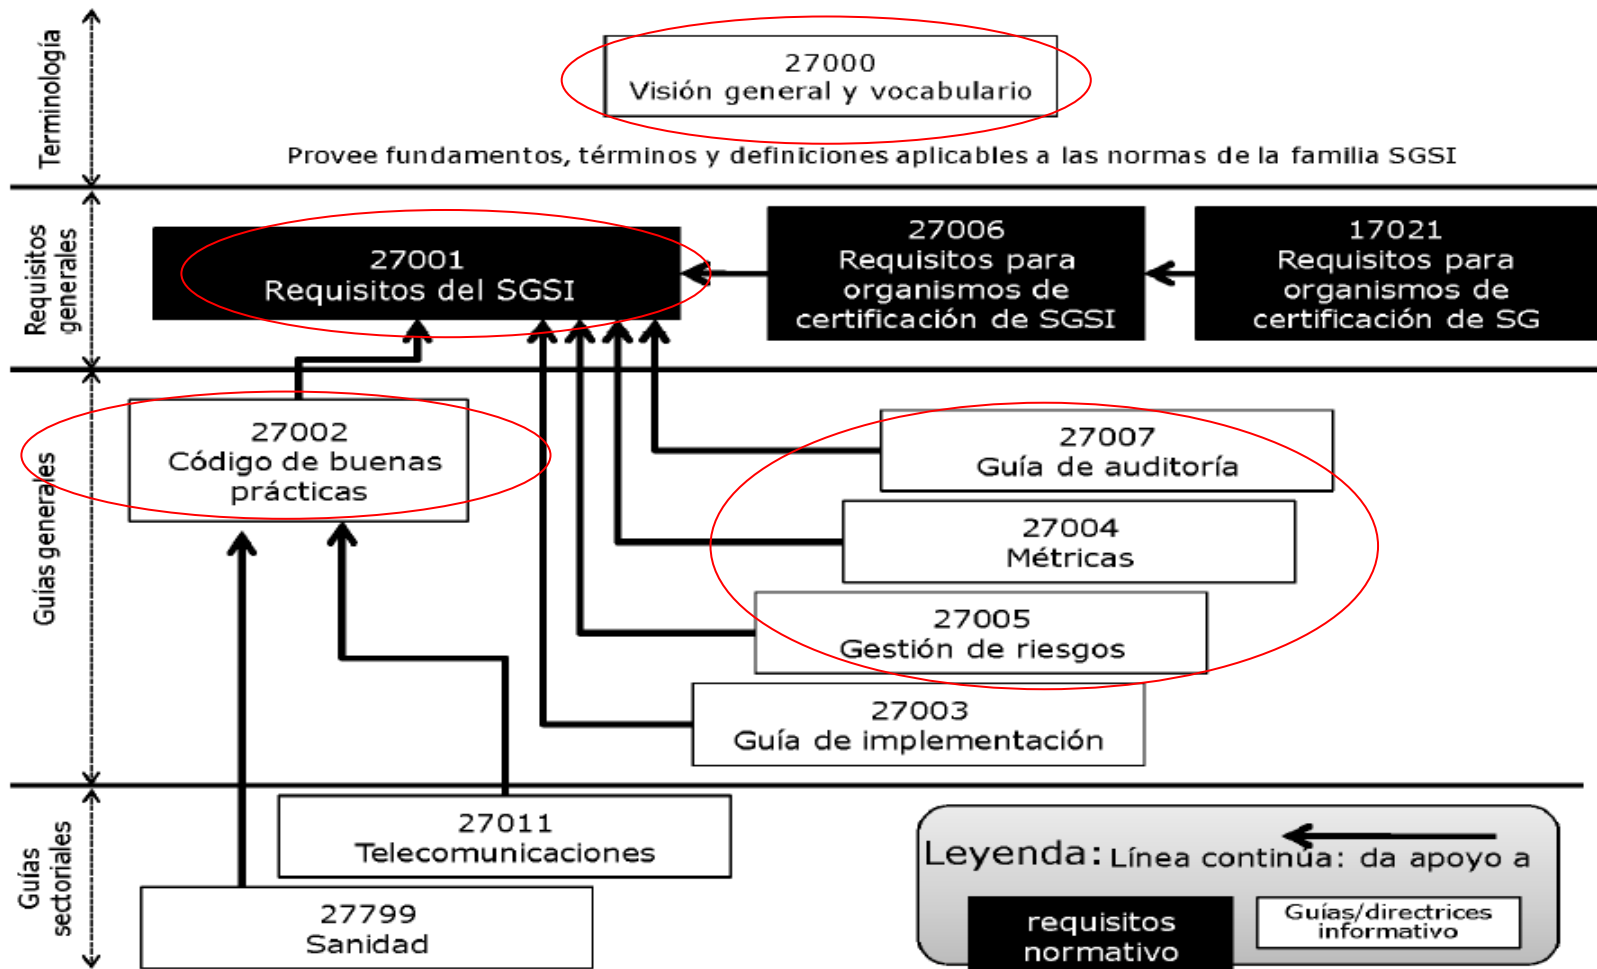 Terminología
27000
Visión general y vocabulario
Provee fundamentos, términos y definiciones aplicables a las normas de la familia SGSI
Requisitos
generales
27001
Requisitos del SGSI
27006
Requisitos para
organismos de
certificación de SGSI
17021
Requisitos para
organismos de
certificación de SG
Guías generales
27002
Código de buenas
prácticas
27007
Guía de auditoría
27004
Métricas
27005
Gestión de riesgos
27003
Guía de implementación
Guías
sectoriales
27011
Telecomunicaciones
27799
Sanidad
Leyenda: Línea continua: da apoyo a
requisitos
normativo
Guías/directrices
informativo